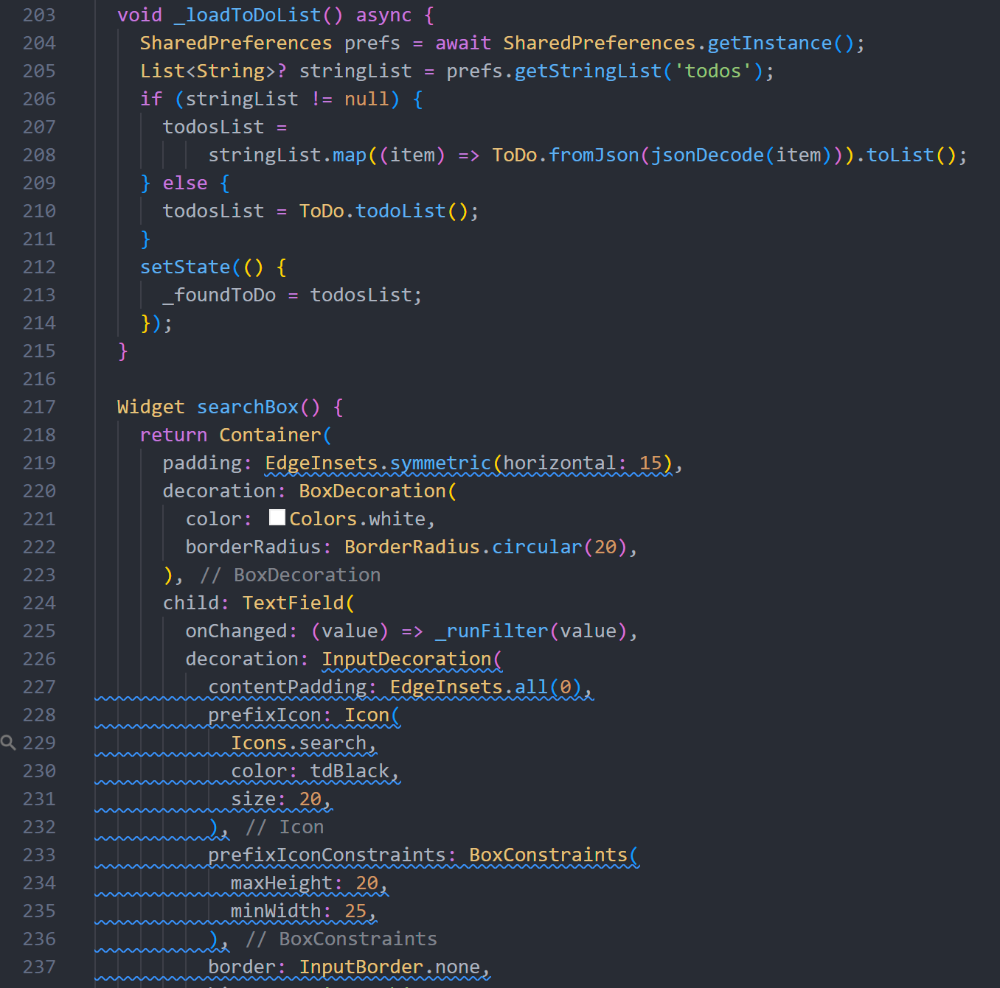 203 void _loadToDoList() async {
204 SharedPreferences prefs = await SharedPreferences.getInstance();
205 List<String>? stringList = prefs.getStringList('todos');
206 if (stringList != null) {
207 todosList =
208 stringList.map((item) => ToDo.fromJson(jsonDecode(item))).toList();
209 } else {
210 todosList = ToDo.todoList();
211 }
212 setState(() {
213 _foundToDo = todosList;
214 });
215 }
216
217 Widget searchBox() {
218 return Container(
219 padding: EdgeInsets.symmetric(horizontal: 15),
220 decoration: BoxDecoration(
221 color: Colors.white,
222 borderRadius: BorderRadius.circular(20),
223 ), // BoxDecoration
224 child: TextField(
225 onChanged: (value) => _runFilter(value),
226 decoration: InputDecoration(
227 contentPadding: EdgeInsets.all(0),
228 prefixIcon: Icon(
229 Icons.search,
230 color: tdBlack,
231 size: 20,
232 ), // Icon
233 prefixIconConstraints: BoxConstraints(
234 maxHeight: 20,
235 minWidth: 25,
236 ), // BoxConstraints
237 border: InputBorder.none,